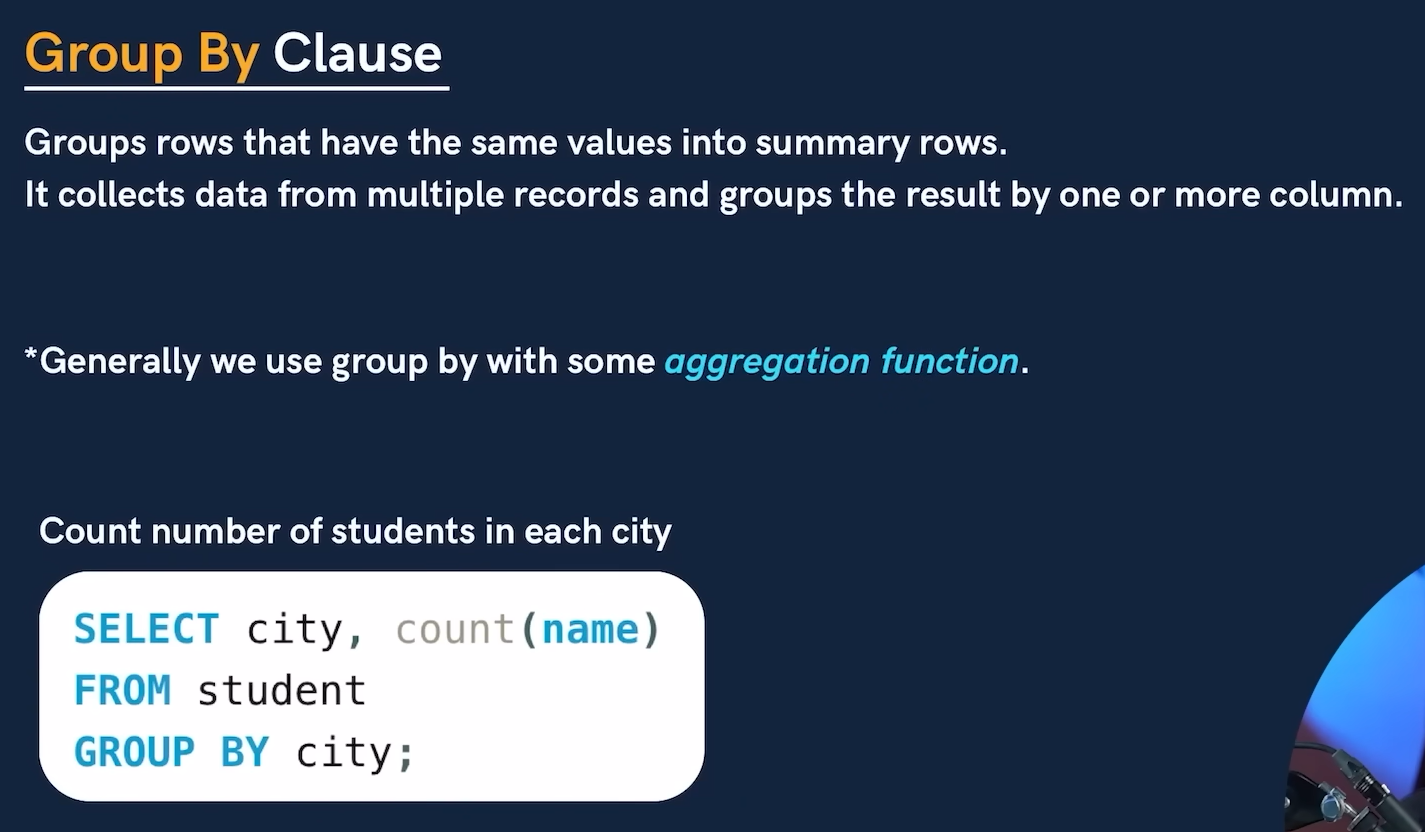 Group By Clause
Groups rows that have the same values into summary rows.
It collects data from multiple records and groups the result by one or more column.
*Generally we use group by with some aggregation function.
Count number of students in each city
SELECT city, count(name)
FROM student
GROUP BY city;